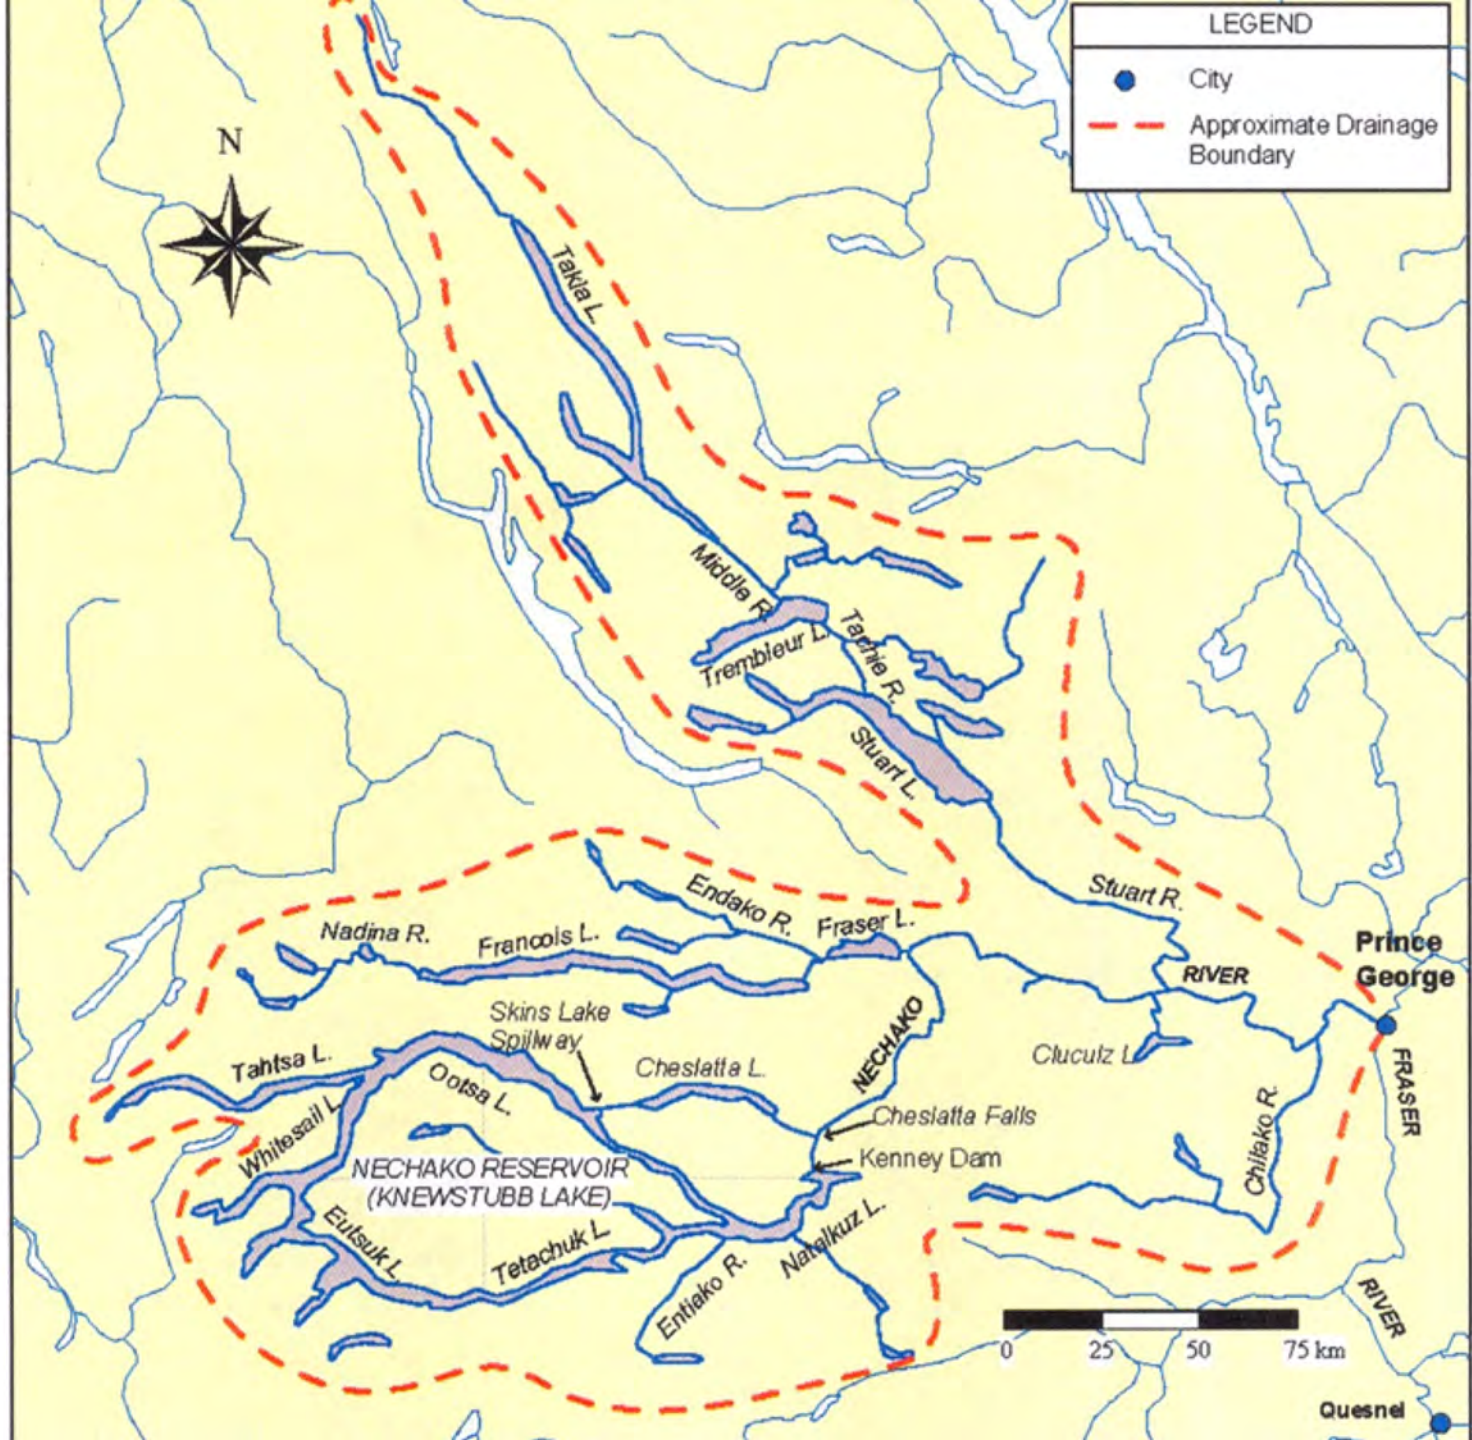 LEGEND
City
Approximate Drainage
Boundary
N
Takla L.
Middle R.
Trembleur L.
Tachie R.
Stuart L.
Stuart R.
Endako R.
Fraser L.
Nadina R.
Francois L.
Prince
George
RIVER
Skins Lake
Spillway
NECHAKO
Cluculz L.
Tahtsa L.
Ootsa L.
Cheslatta L.
FRASER
Cheslatta Falls
Whitesail L.
Kenney Dam
Chilako R.
NECHAKO RESERVOIR
(KNEWSTUBB LAKE)
Eutsuk L.
Tetachuk L.
Natalkuz L.
Entiako R.
RIVER
0 25 50 75 km
Quesnel